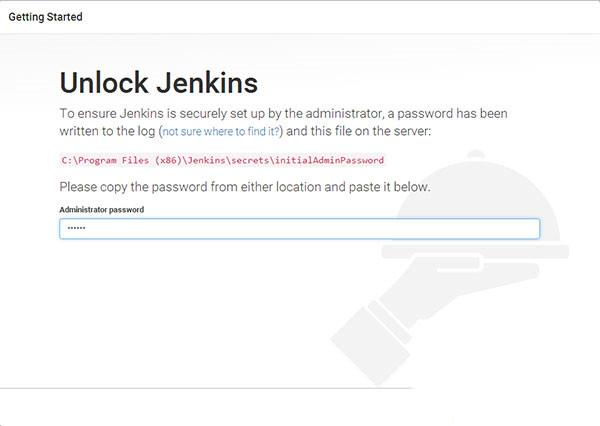 Getting Started
Unlock Jenkins
To ensure Jenkins is securely set up by the administrator, a password has been
written to the log (not sure where to find it?) and this file on the server:
C:\Program Files (x86)\Jenkins\secrets\initialAdminPassword
Please copy the password from either location and paste it below.
Administrator password
••••••